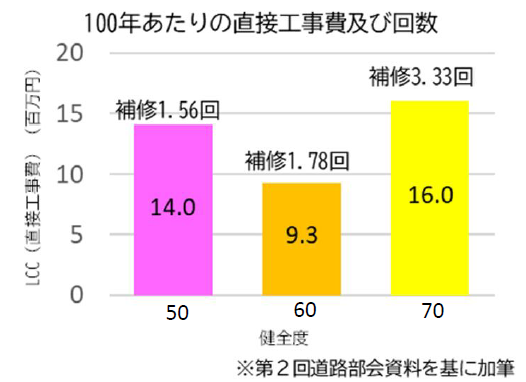 100年あたりの直接工事費及び回数
LCC（直接工事費）（百万円）
20
15
10
5
0
補修1.56回
14.0
補修1.78回
9.3
補修3.33回
16.0
50
60
70
健全度
※第２回道路部会資料を基に加筆